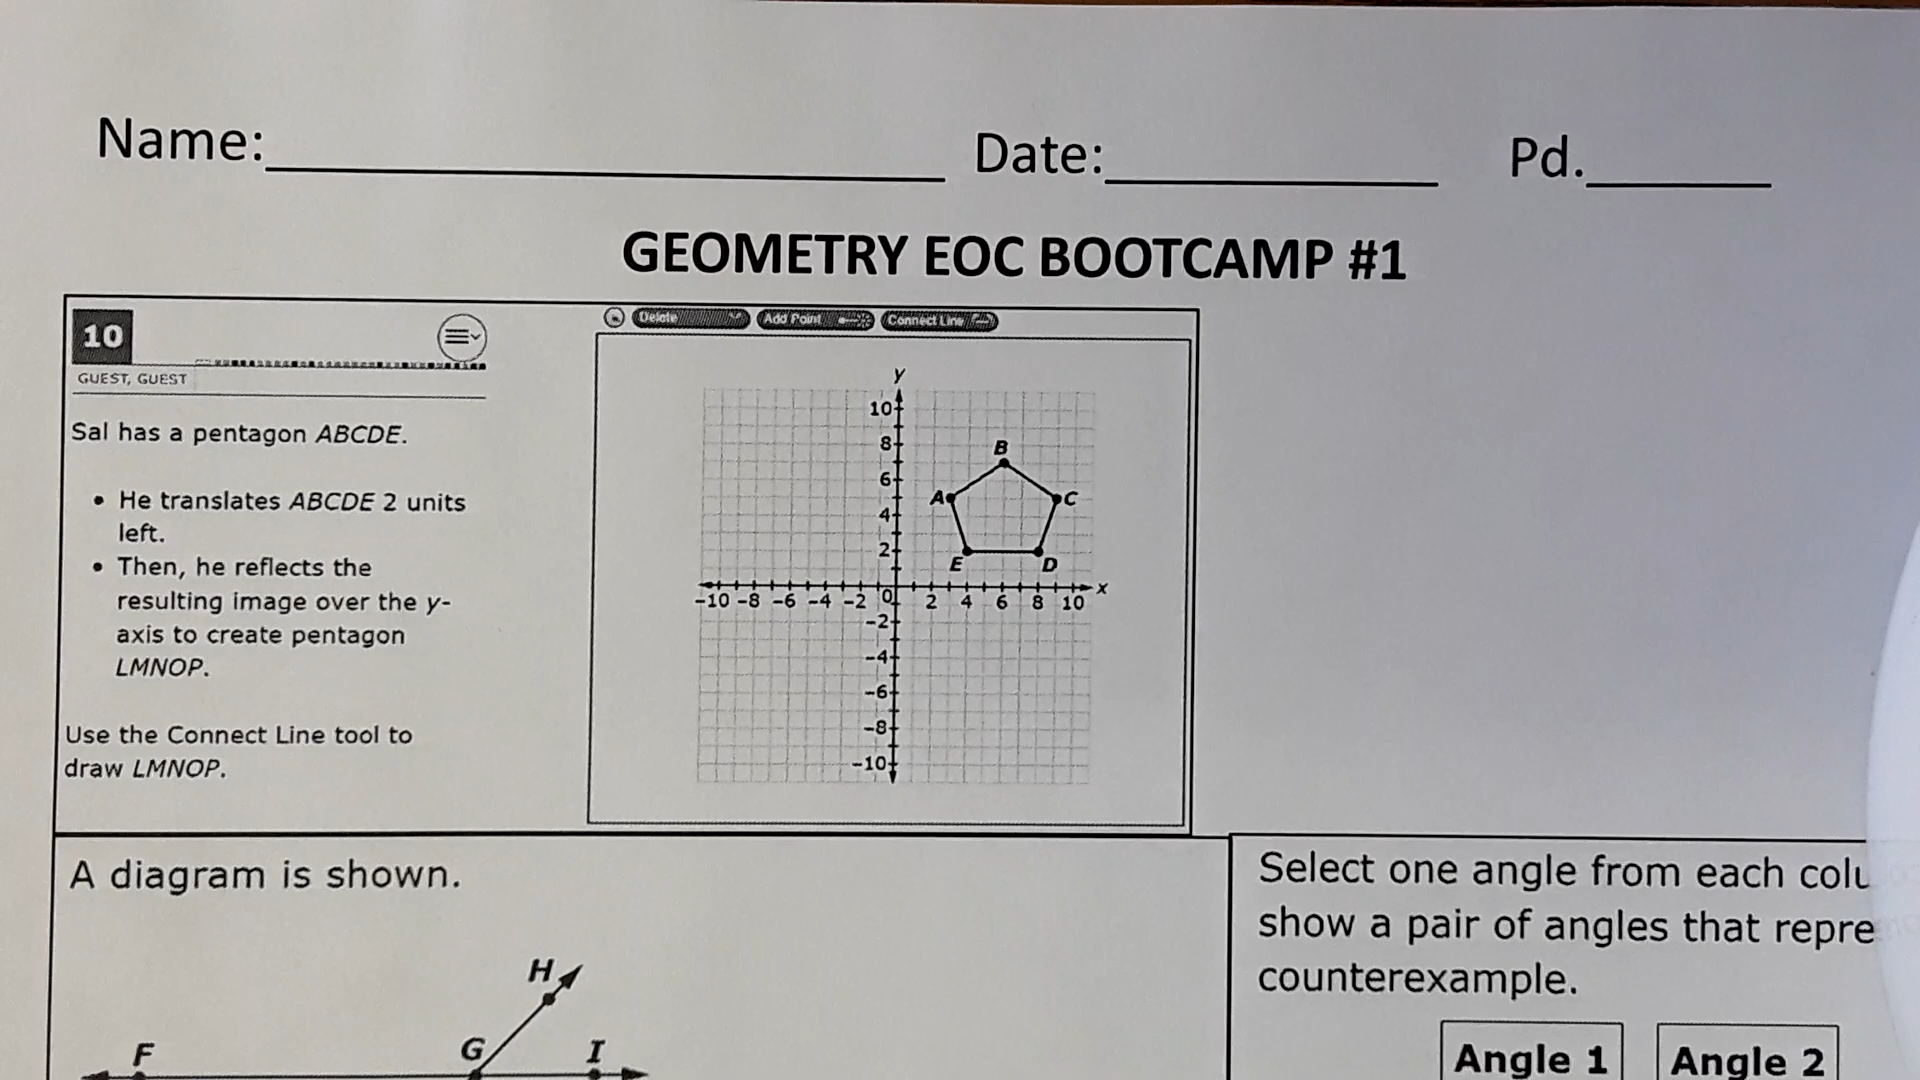 Name:
Date:
Pd.
GEOMETRY EOC BOOTCAMP #1
10
GUEST, GUEST
Sal has a pentagon ABCDE.
• He translates ABCDE 2 units
left.
• Then, he reflects the
resulting image over the y-
axis to create pentagon
LMNOP.
Use the Connect Line tool to
draw LMNOP.
Delete
Add Point
Connect Line
y
10
8
B
6
A
C
4
2
E
D
x
-10 -8 -6 -4 -2 0 2 4 6 8 10
-2
-4
-6
-8
-10
A diagram is shown.
H
F
G
I
Select one angle from each colu
show a pair of angles that repre
counterexample.
Angle 1
Angle 2